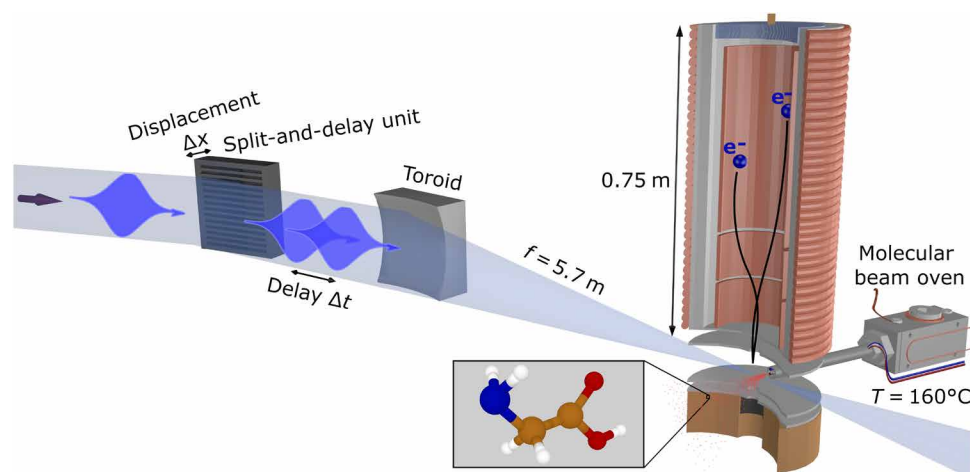 Displacement
Δx
Split-and-delay unit
Toroid
Delay Δt
f = 5.7 m
0.75 m
e⁻
e⁻
Molecular
beam oven
T = 160°C